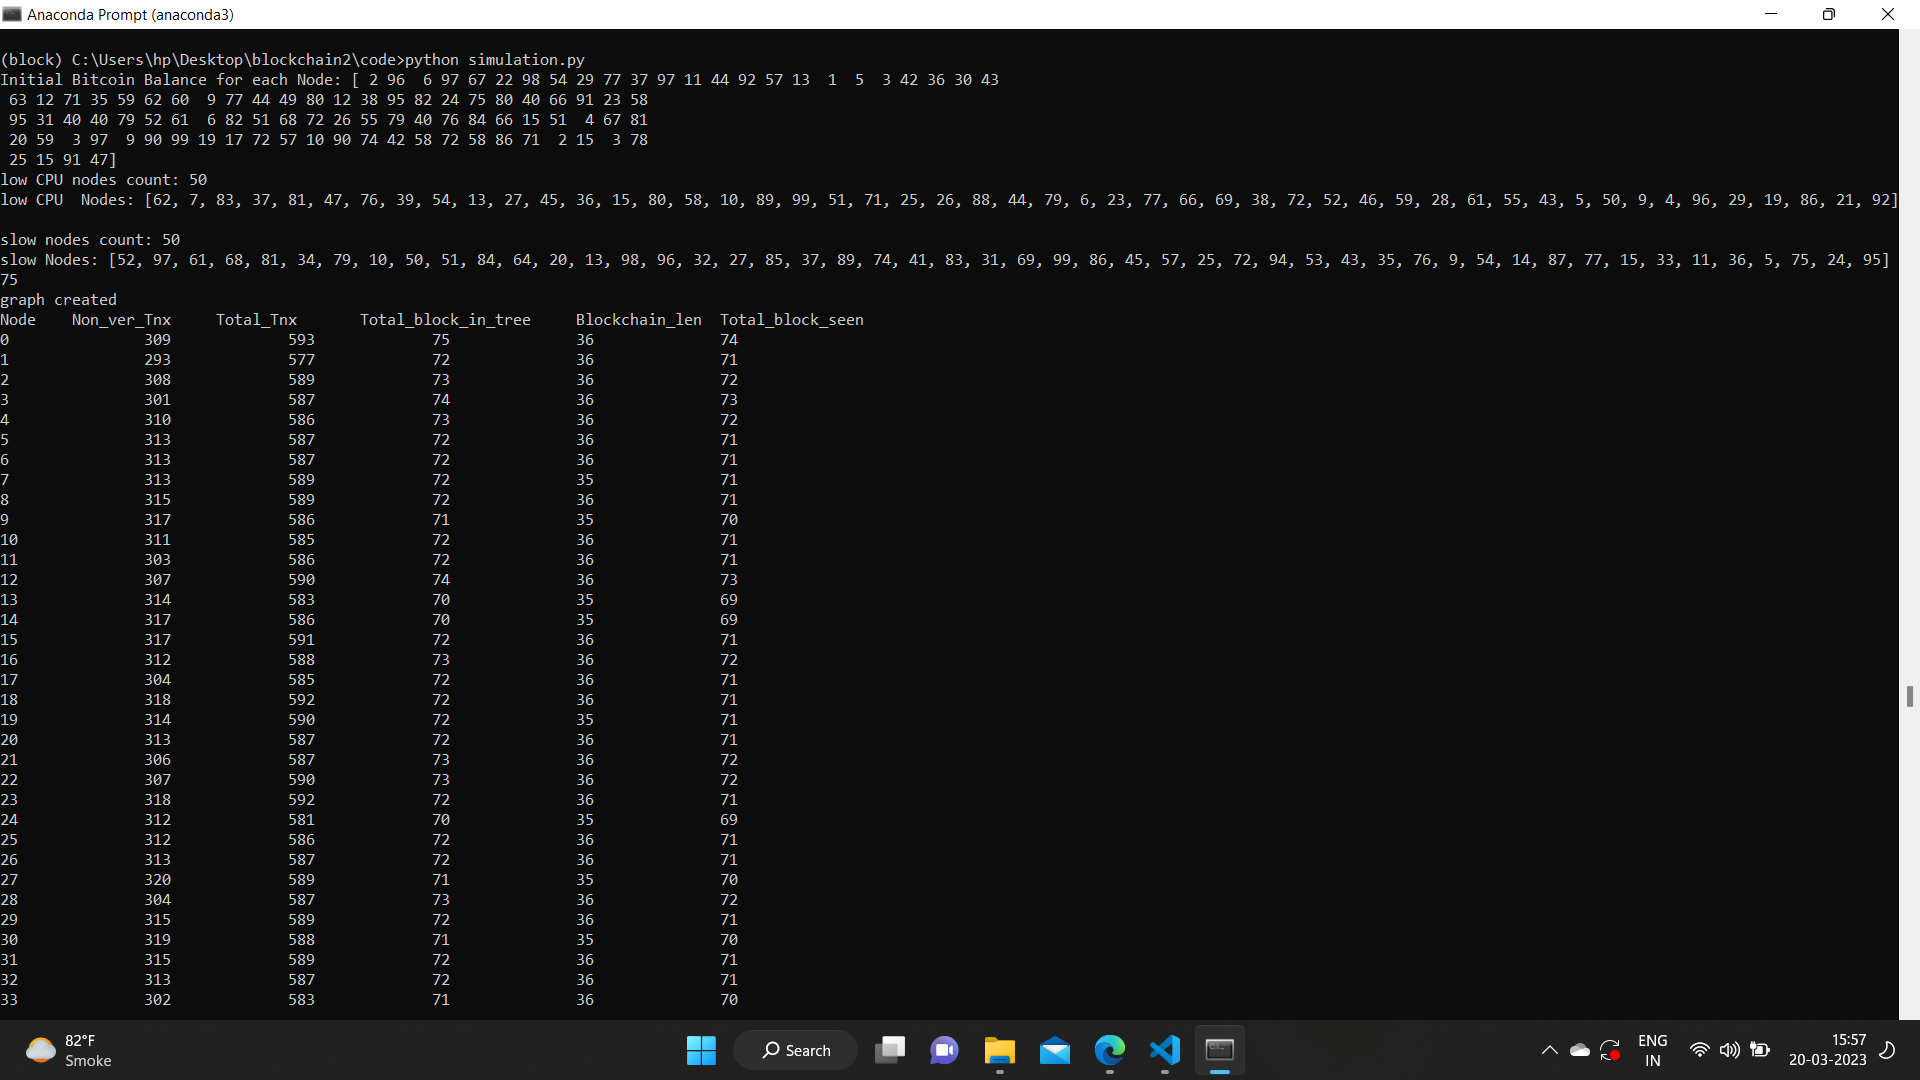 Anaconda Prompt (anaconda3)
(block) C:\Users\hp\Desktop\blockchain2\code>python simulation.py
Initial Bitcoin Balance for each Node: [ 2 96  6 97 67 22 98 54 29 77 37 97 11 44 92 57 13  1  5  3 42 36 30 43
 63 12 71 35 59 62 60  9 77 44 49 80 12 38 95 82 24 75 80 40 66 91 23 58
 95 31 40 40 79 52 61  6 82 51 68 72 26 55 79 40 76 84 66 15 51  4 67 81
 20 59  3 97  9 90 99 19 17 72 57 10 90 74 42 58 72 58 86 71  2 15  3 78
 25 15 91 47]
low CPU nodes count: 50
low CPU  Nodes: [62, 7, 83, 37, 81, 47, 76, 39, 54, 13, 27, 45, 36, 15, 80, 58, 10, 89, 99, 51, 71, 25, 26, 88, 44, 79, 6, 23, 77, 66, 69, 38, 72, 52, 46, 59, 28, 61, 55, 43, 5, 50, 9, 4, 96, 29, 19, 86, 21, 92]
slow nodes count: 50
slow Nodes: [52, 97, 61, 68, 81, 34, 79, 10, 50, 51, 84, 64, 20, 13, 98, 96, 32, 27, 85, 37, 89, 74, 41, 83, 31, 69, 99, 86, 45, 57, 25, 72, 94, 53, 43, 35, 76, 9, 54, 14, 87, 77, 15, 33, 11, 36, 5, 75, 24, 95]
75
graph created
Node    Non_ver_Tnx     Total_Tnx       Total_block_in_tree     Blockchain_len  Total_block_seen
0               309             593             75              36              74
1               293             577             72              36              71
2               308             589             73              36              72
3               301             587             74              36              73
4               310             586             73              36              72
5               313             587             72              36              71
6               313             587             72              36              71
7               313             589             72              35              71
8               315             589             72              36              71
9               317             586             71              35              70
10              311             585             72              36              71
11              303             586             72              36              71
12              307             590             74              36              73
13              314             583             70              35              69
14              317             586             70              35              69
15              317             591             72              36              71
16              312             588             73              36              72
17              304             585             72              36              71
18              318             592             72              36              71
19              314             590             72              35              71
20              313             587             72              36              71
21              306             587             73              36              72
22              307             590             73              36              72
23              318             592             72              36              71
24              312             581             70              35              69
25              312             586             72              36              71
26              313             587             72              36              71
27              320             589             71              35              70
28              304             587             73              36              72
29              315             589             72              36              71
30              319             588             71              35              70
31              315             589             72              36              71
32              313             587             72              36              71
33              302             583             71              36              70
82°F
Smoke
Search
ENG
IN
15:57
20-03-2023